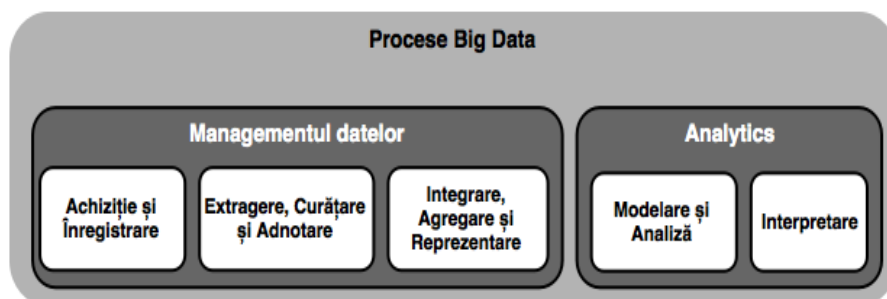 Procese Big Data
Managementul datelor
Achiziție și
Înregistrare
Extragere, Curățare
și Adnotare
Integrare,
Agregare și
Reprezentare
Analytics
Modelare și
Analiză
Interpretare